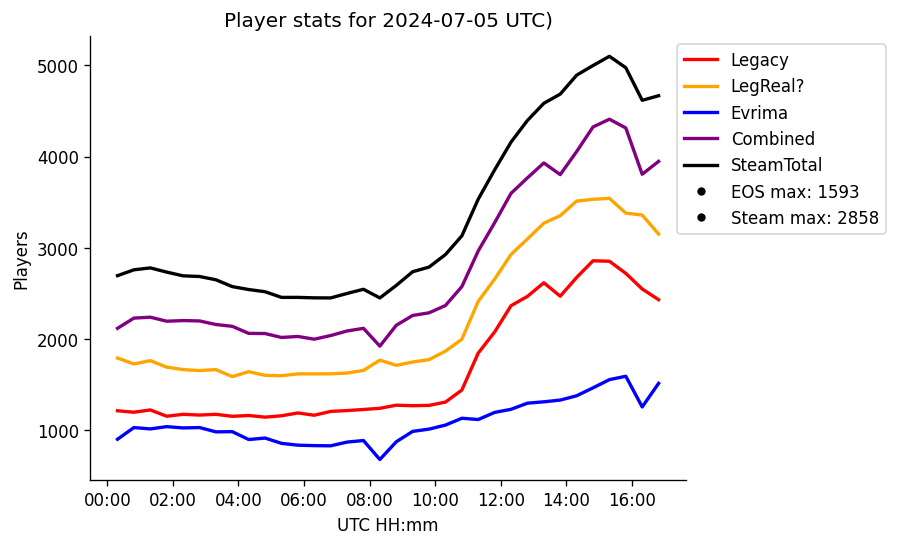 Player stats for 2024-07-05 UTC)
5000
4000
3000
2000
1000
Players
00:00 02:00 04:00 06:00 08:00 10:00 12:00 14:00 16:00
UTC HH:mm
Legacy
LegReal?
Evrima
Combined
SteamTotal
EOS max: 1593
Steam max: 2858